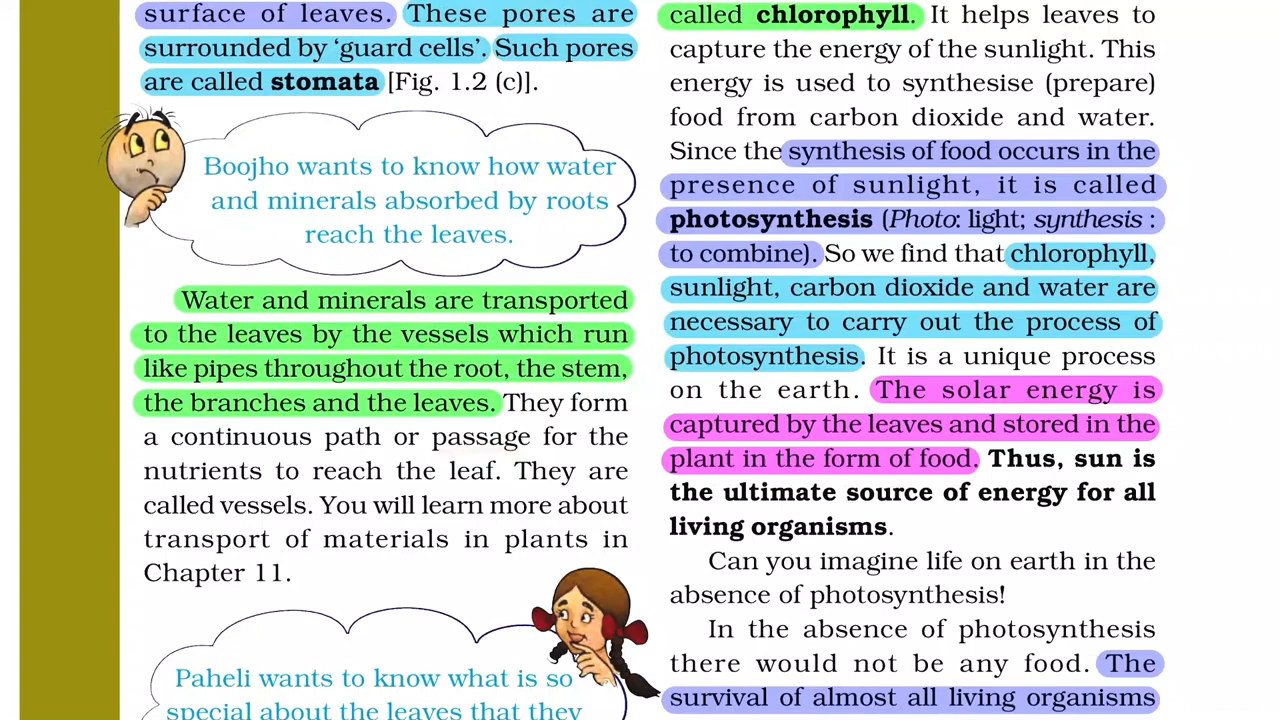 surface of leaves. These pores are
surrounded by ‘guard cells’. Such pores
are called stomata [Fig. 1.2 (c)].
Boojho wants to know how water
and minerals absorbed by roots
reach the leaves.
Water and minerals are transported
to the leaves by the vessels which run
like pipes throughout the root, the stem,
the branches and the leaves. They form
a continuous path or passage for the
nutrients to reach the leaf. They are
called vessels. You will learn more about
transport of materials in plants in
Chapter 11.
Paheli wants to know what is so
special about the leaves that they
called chlorophyll. It helps leaves to
capture the energy of the sunlight. This
energy is used to synthesise (prepare)
food from carbon dioxide and water.
Since the synthesis of food occurs in the
presence of sunlight, it is called
photosynthesis (Photo: light; synthesis :
to combine). So we find that chlorophyll,
sunlight, carbon dioxide and water are
necessary to carry out the process of
photosynthesis. It is a unique process
on the earth. The solar energy is
captured by the leaves and stored in the
plant in the form of food. Thus, sun is
the ultimate source of energy for all
living organisms.
Can you imagine life on earth in the
absence of photosynthesis!
In the absence of photosynthesis
there would not be any food. The
survival of almost all living organisms